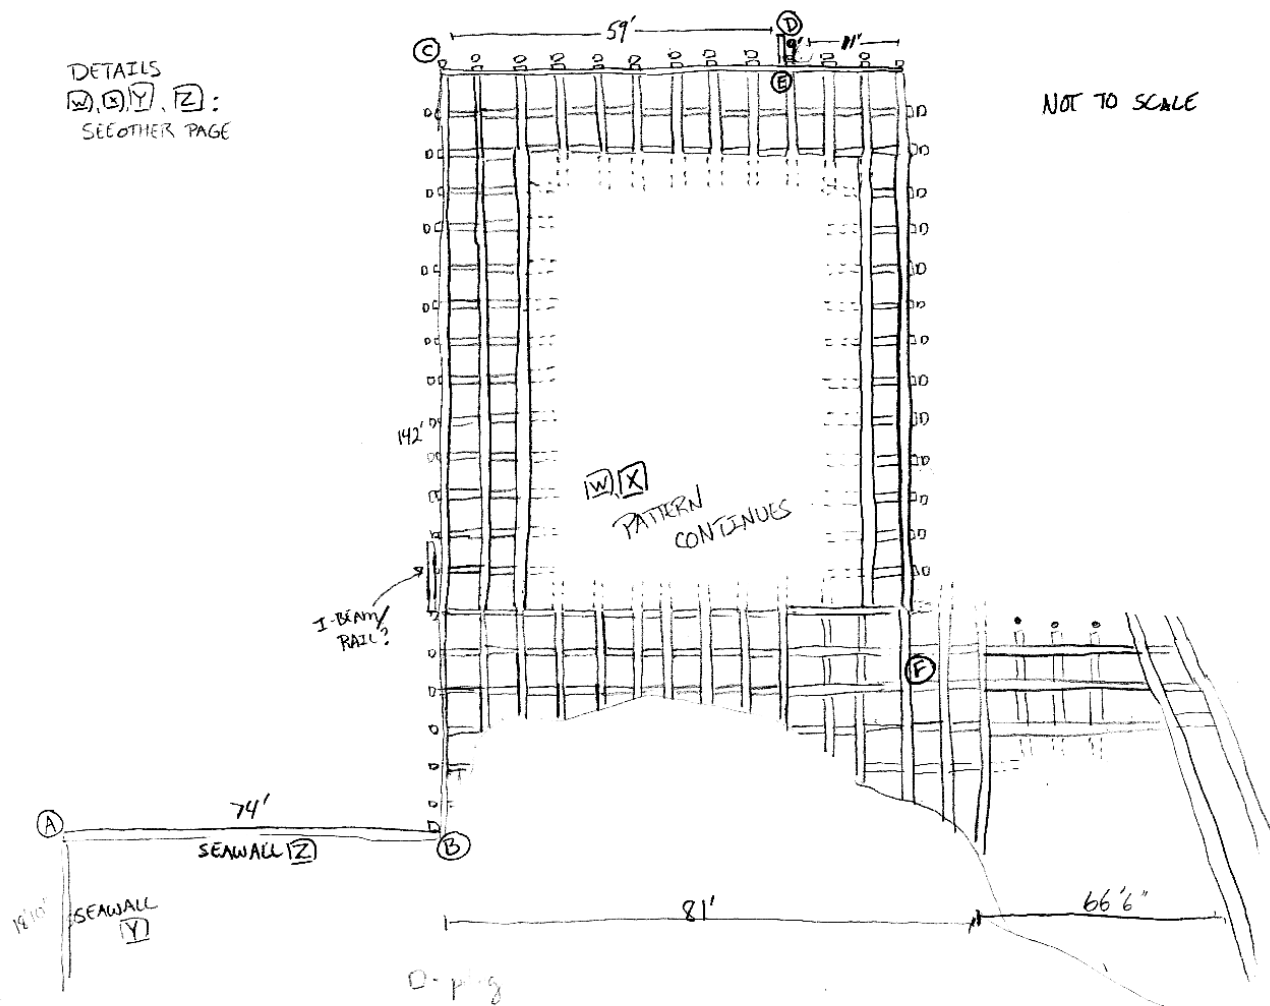 59'
D
C
9'
11'
E
DETAILS
W, X, Y, Z:
SEE OTHER PAGE
NOT TO SCALE
142'
W, X
PATTERN
CONTINUES
I-BEAM/
RAIL?
F
74'
A
SEAWALL Z
B
SEAWALL
Y
81'
66'6"